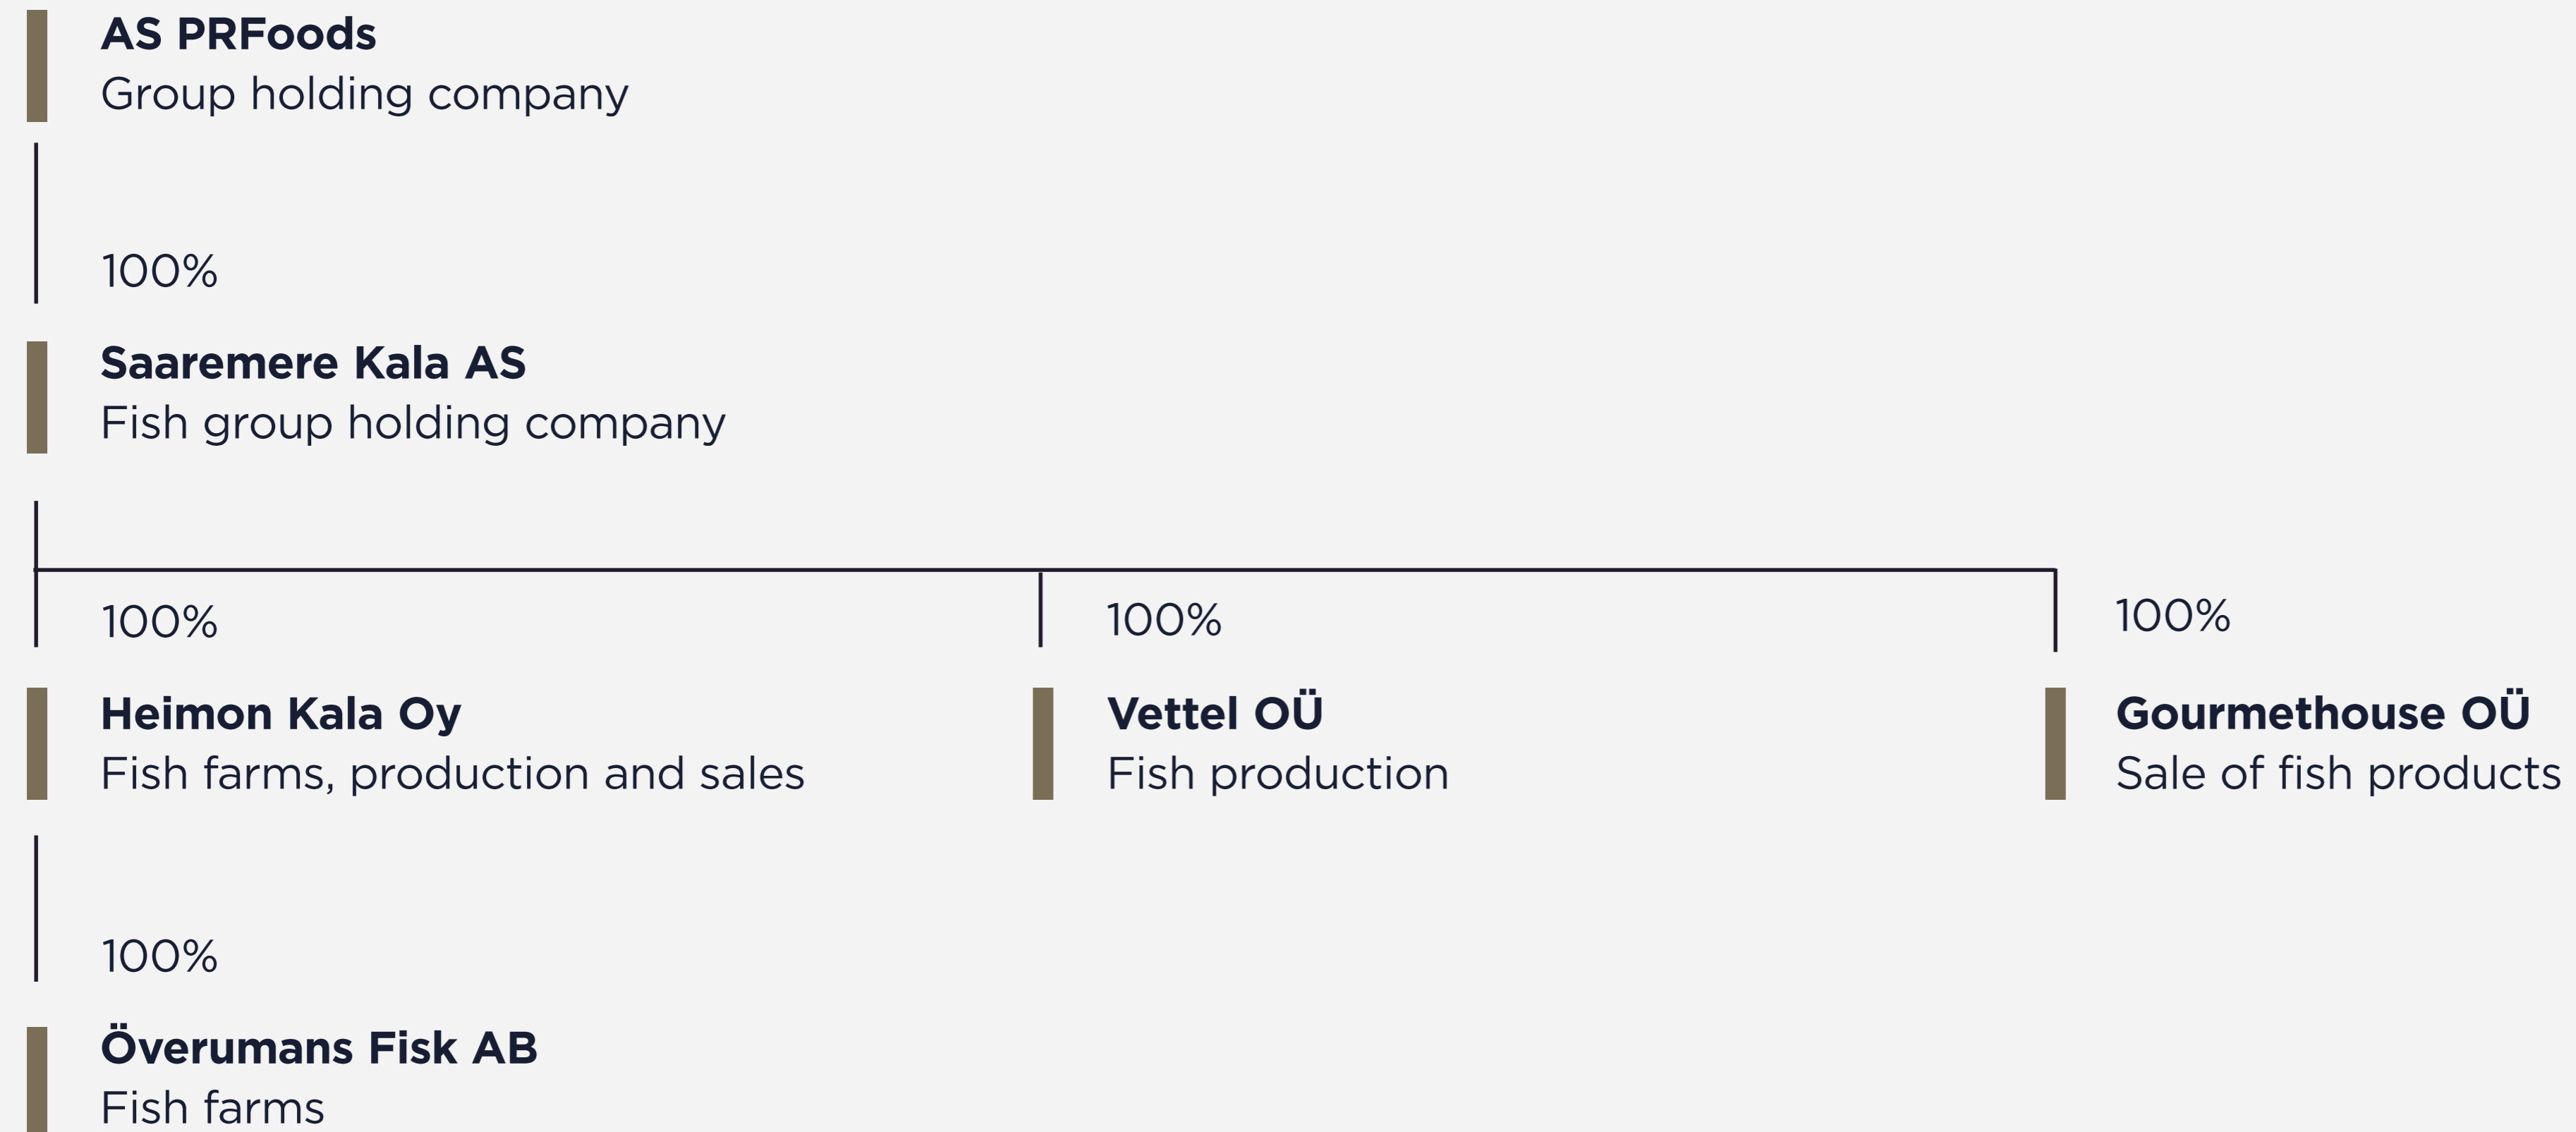 AS PRFoods
Group holding company
100%
Saaremere Kala AS
Fish group holding company
100%
100%
100%
Heimon Kala Oy
Fish farms, production and sales
Vettel OÜ
Fish production
Gourmethouse OÜ
Sale of fish products
100%
Överumans Fisk AB
Fish farms